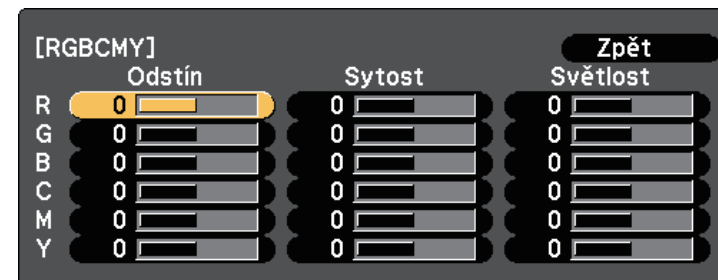 [RGBCMY] Zpět
Odstín Sytost Světlost
R 0 0 0
G 0 0 0
B 0 0 0
C 0 0 0
M 0 0 0
Y 0 0 0